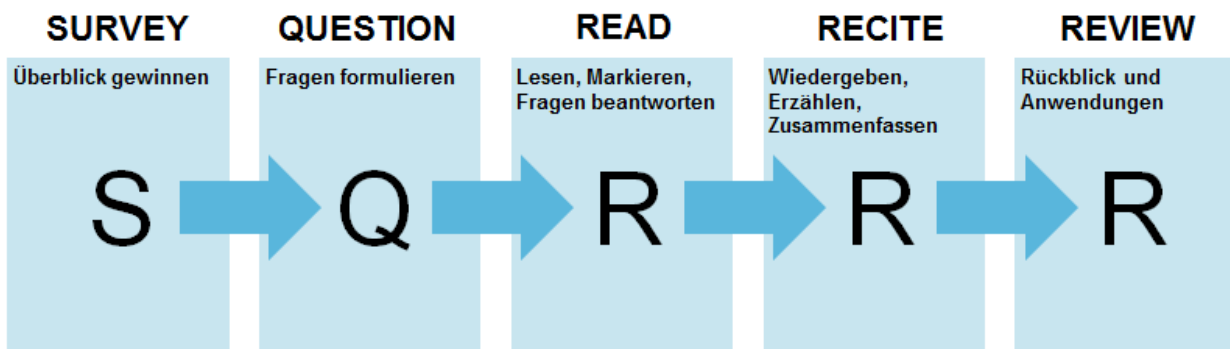 SURVEY
QUESTION
READ
RECITE
REVIEW
Überblick gewinnen
Fragen formulieren
Lesen, Markieren,
Fragen beantworten
Wiedergeben,
Erzählen,
Zusammenfassen
Rückblick und
Anwendungen
S
Q
R
R
R